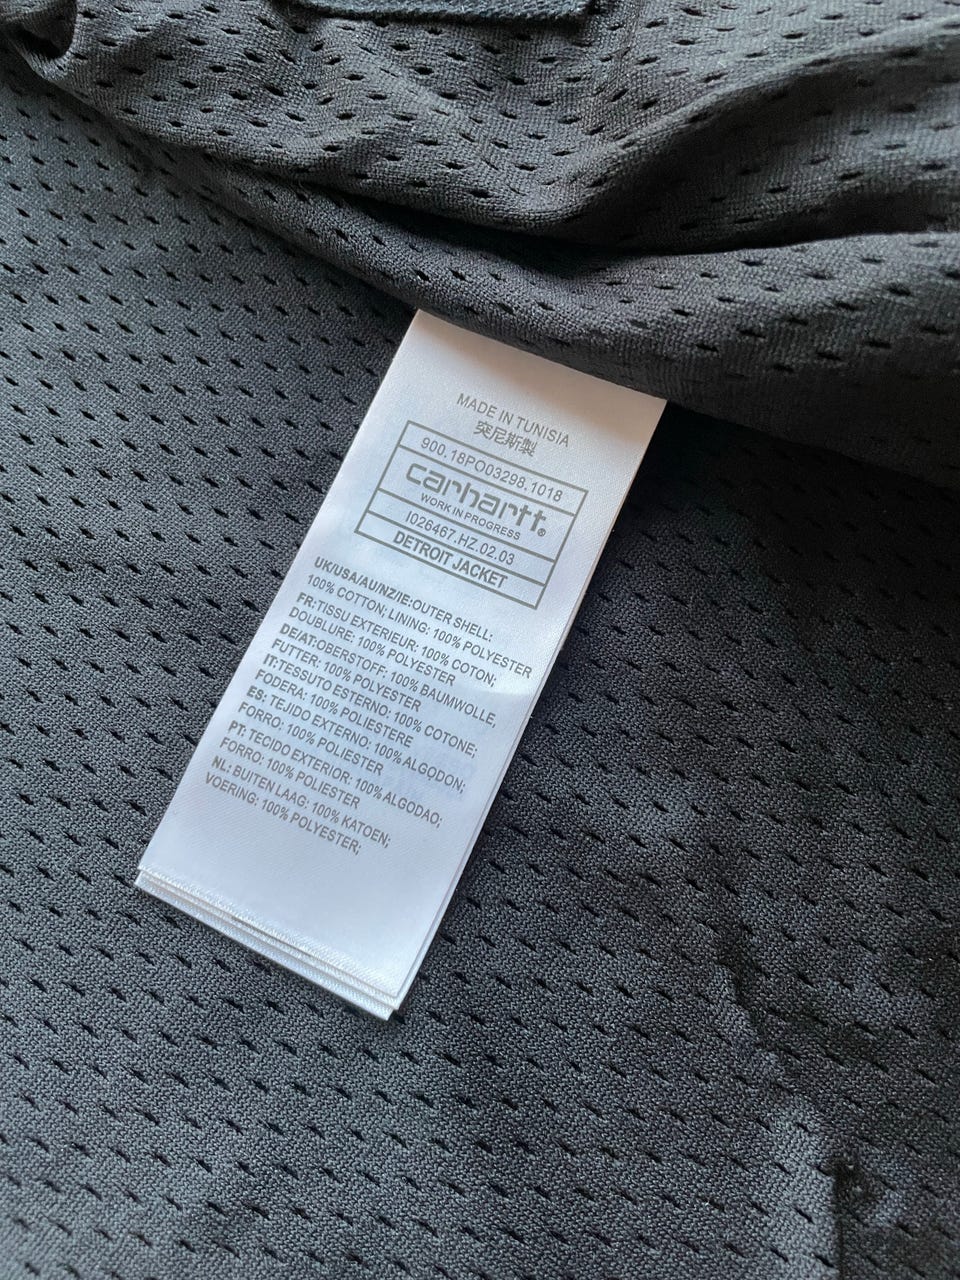 MADE IN TUNISIA
突尼斯製
900.18PO03298.1018
carhartt®
WORK IN PROGRESS
I026467.HZ.02.03
DETROIT JACKET
UK/USA/AU/NZ/IE:OUTER SHELL:
100% COTTON; LINING: 100% POLYESTER
FR:TISSU EXTERIEUR: 100% COTON;
DOUBLURE: 100% POLYESTER
DE/AT:OBERSTOFF: 100% BAUMWOLLE,
FUTTER: 100% POLYESTER
IT:TESSUTO ESTERNO: 100% COTONE;
FODERA: 100% POLIESTERE
ES: TEJIDO EXTERNO: 100% ALGODON;
FORRO: 100% POLIESTER
PT: TECIDO EXTERIOR: 100% ALGODAO;
FORRO: 100% POLIESTER
NL: BUITEN LAAG: 100% KATOEN;
VOERING: 100% POLYESTER;